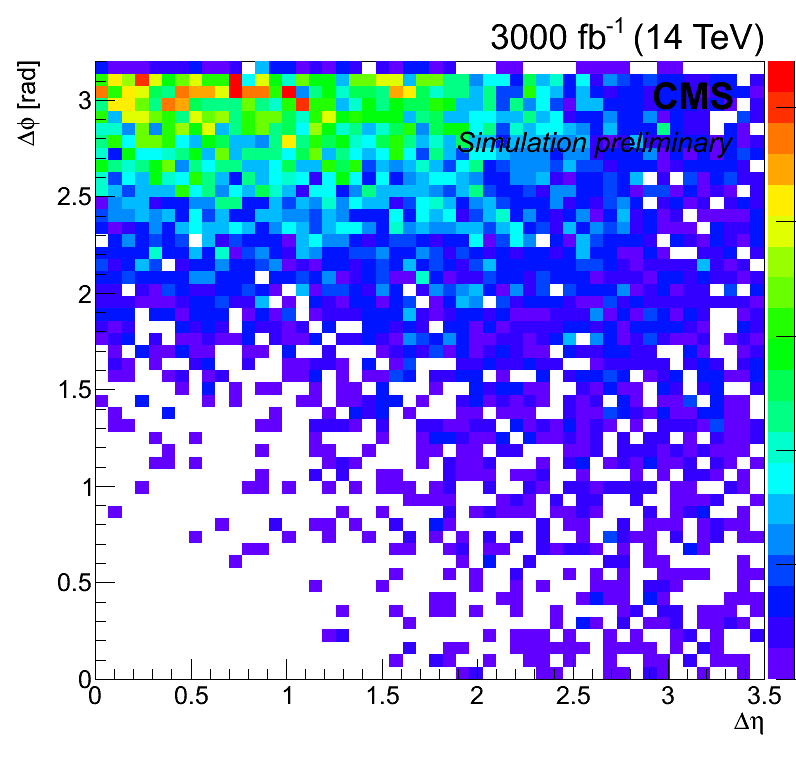 3000 fb⁻¹ (14 TeV)
CMS
Simulation preliminary
Δϕ [rad]
3
2.5
2
1.5
1
0.5
0
0 0.5 1 1.5 2 2.5 3 3.5
Δη